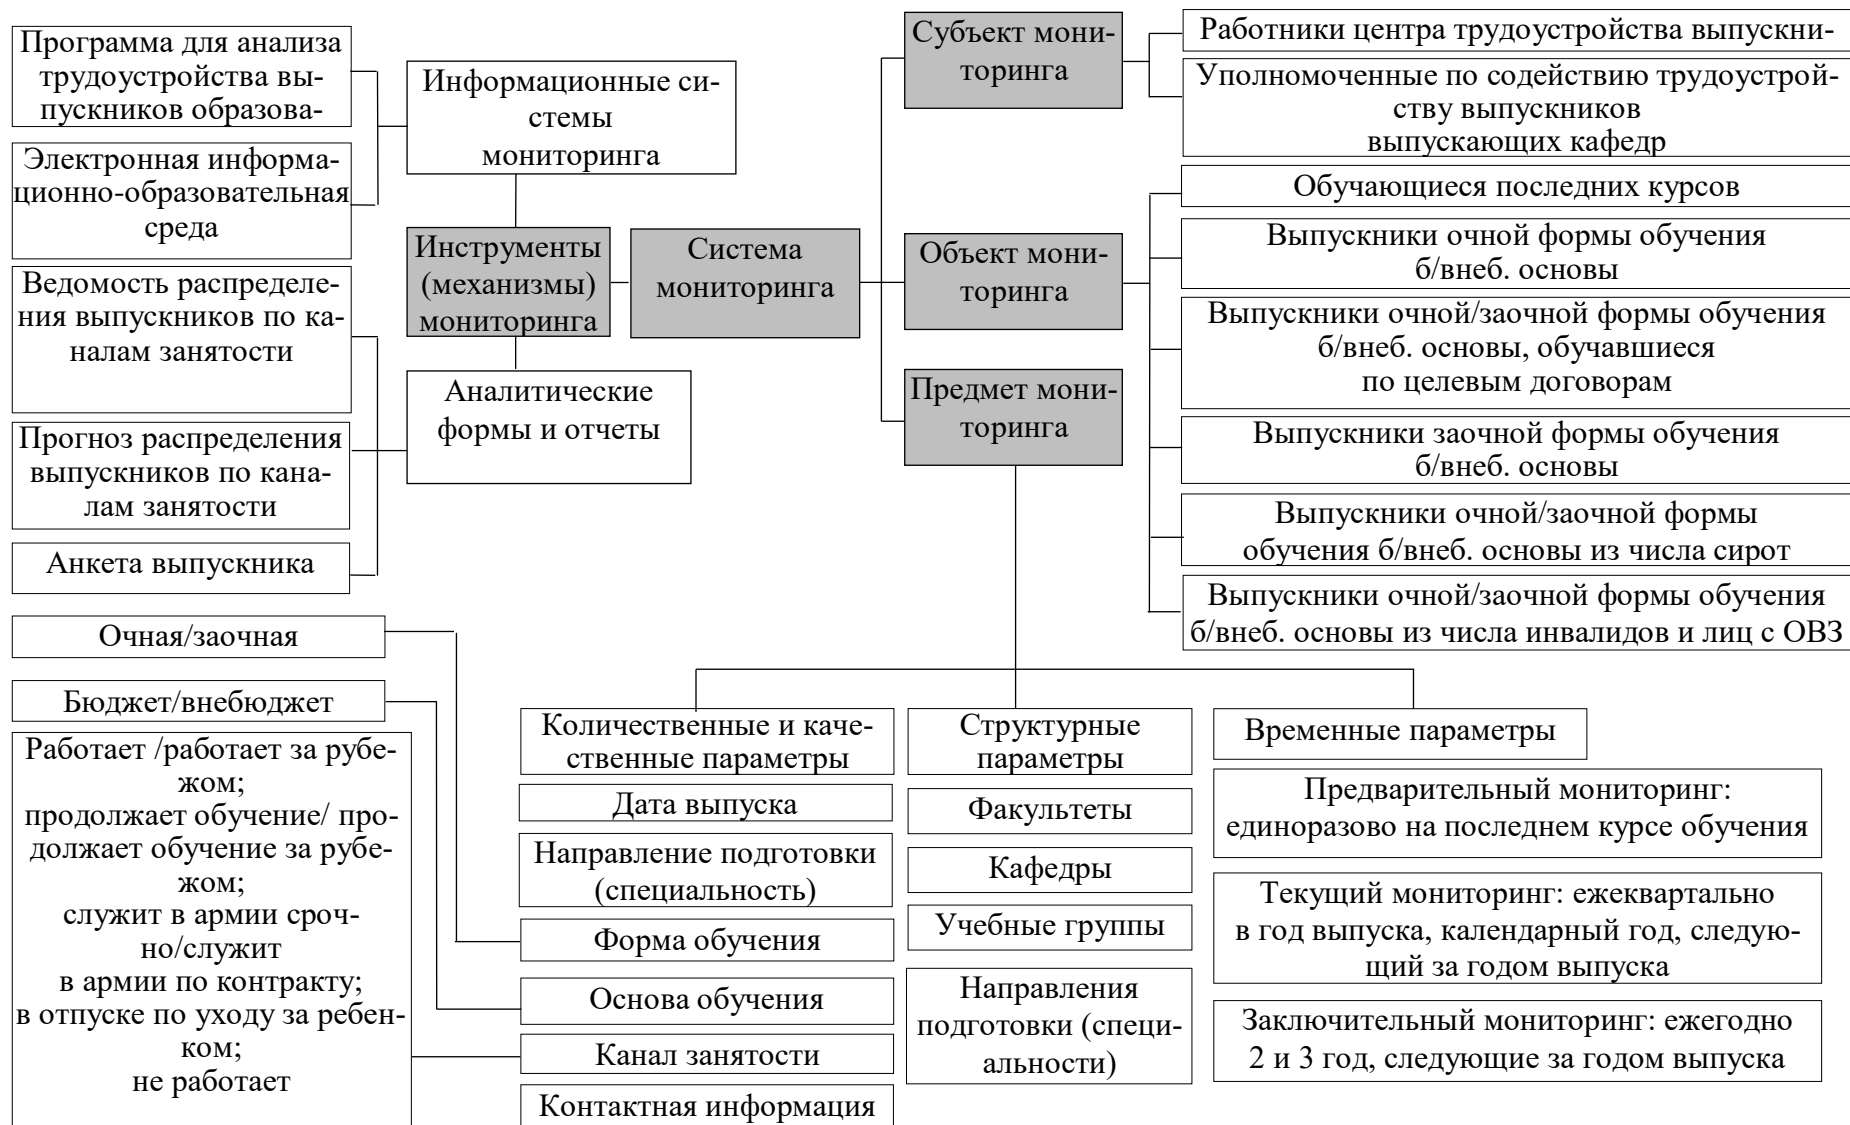 Программа для анализа
трудоустройства вы-
пускников образова-
Электронная информа-
ционно-образовательная
среда
Ведомость распределе-
ния выпускников по ка-
налам занятости
Прогноз распределения
выпускников по кана-
лам занятости
Анкета выпускника
Информационные си-
стемы
мониторинга
Инструменты
(механизмы)
мониторинга
Аналитические
формы и отчеты
Система
мониторинга
Субъект мони-
торинга
Объект мони-
торинга
Предмет мони-
торинга
Работники центра трудоустройства выпускни-
Уполномоченные по содействию трудоустрой-
ству выпускников
выпускающих кафедр
Обучающиеся последних курсов
Выпускники очной формы обучения
б/внеб. основы
Выпускники очной/заочной формы обучения
б/внеб. основы, обучавшиеся
по целевым договорам
Выпускники заочной формы обучения
б/внеб. основы
Выпускники очной/заочной формы
обучения б/внеб. основы из числа сирот
Выпускники очной/заочной формы обучения
б/внеб. основы из числа инвалидов и лиц с ОВЗ
Очная/заочная
Бюджет/внебюджет
Работает /работает за рубе-
жом;
продолжает обучение/ про-
должает обучение за рубе-
жом;
служит в армии сроч-
но/служит
в армии по контракту;
в отпуске по уходу за ребен-
ком;
не работает
Количественные и каче-
ственные параметры
Дата выпуска
Направление подготовки
(специальность)
Форма обучения
Основа обучения
Канал занятости
Контактная информация
Структурные
параметры
Факультеты
Кафедры
Учебные группы
Направления
подготовки (специ-
альности)
Временные параметры
Предварительный мониторинг:
единоразово на последнем курсе обучения
Текущий мониторинг: ежеквартально
в год выпуска, календарный год, следую-
щий за годом выпуска
Заключительный мониторинг: ежегодно
2 и 3 год, следующие за годом выпуска